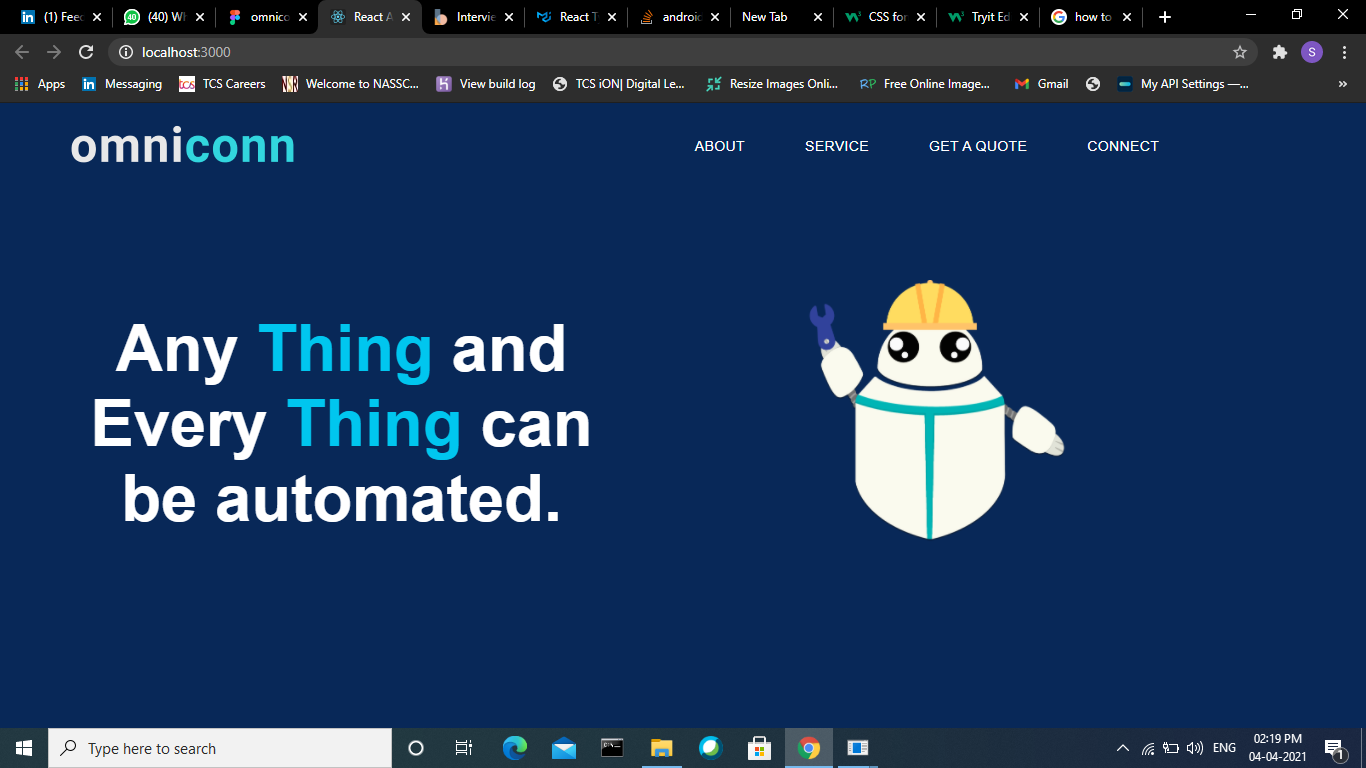 (1) Feed
(40) Wh
omnico
React A
Intervie
React T
android
New Tab
CSS for
Tryit Ed
how to
localhost:3000
Apps
Messaging
TCS Careers
Welcome to NASSC...
View build log
TCS iON| Digital Le...
Resize Images Onli...
Free Online Image...
Gmail
My API Settings —...
omniconn
ABOUT
SERVICE
GET A QUOTE
CONNECT
Any Thing and
Every Thing can
be automated.
Type here to search
ENG
02:19 PM
04-04-2021